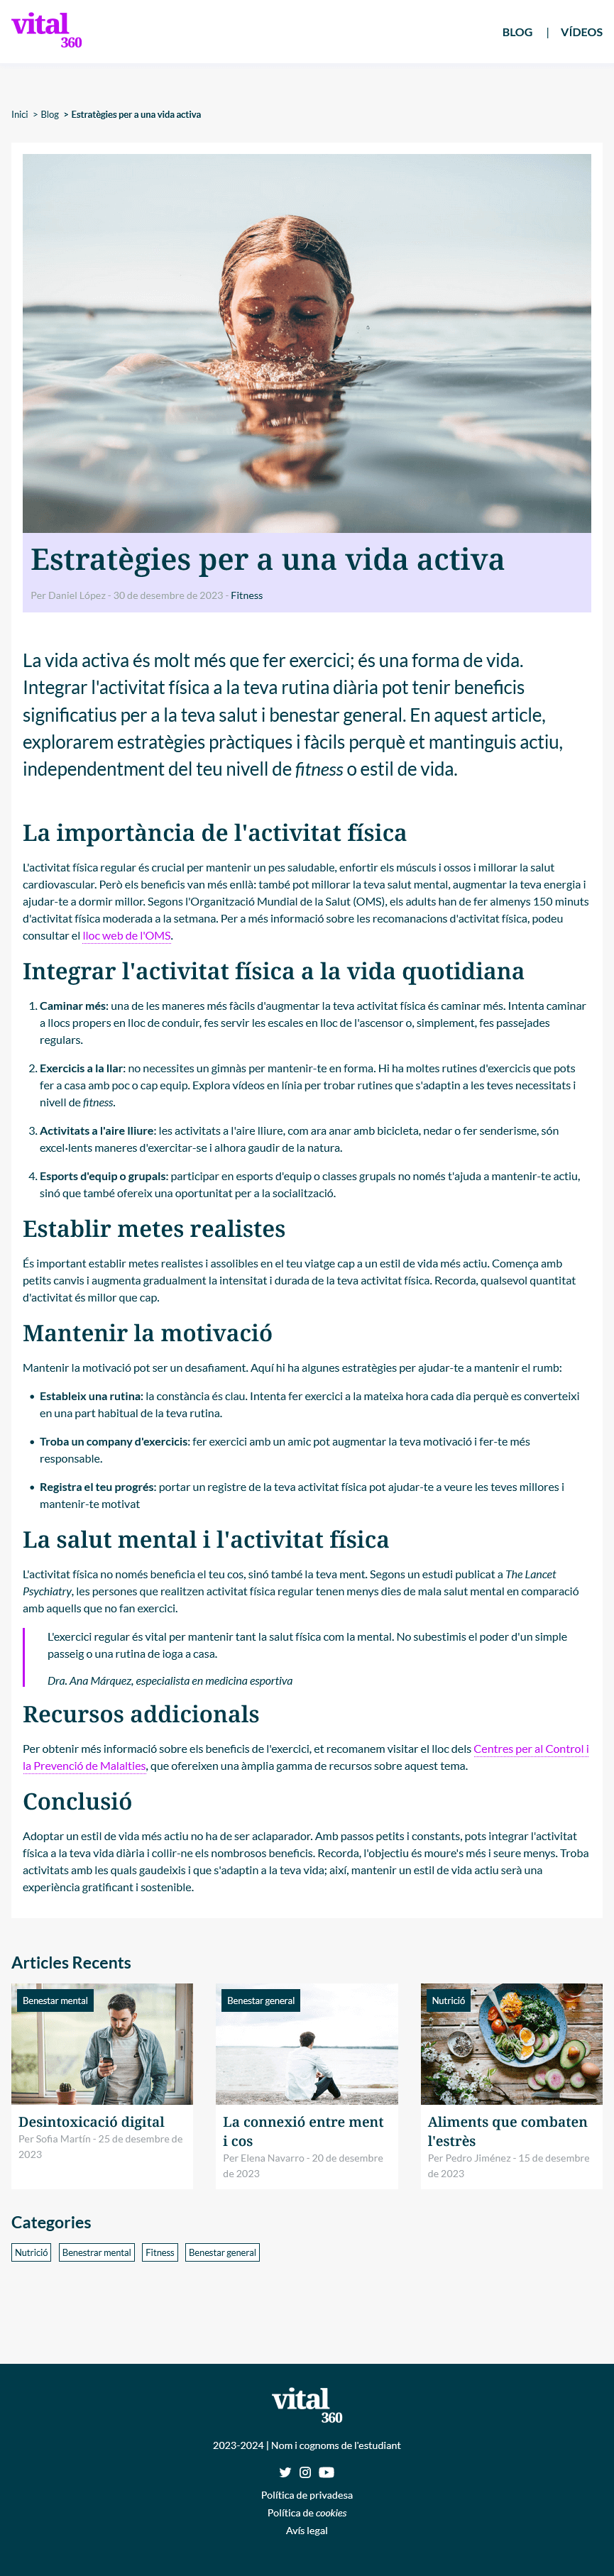 vital
360
BLOG | VÍDEOS
Inici > Blog > Estratègies per a una vida activa
Estratègies per a una vida activa
Per Daniel López - 30 de desembre de 2023 - Fitness
La vida activa és molt més que fer exercici; és una forma de vida.
Integrar l'activitat física a la teva rutina diària pot tenir beneficis
significatius per a la teva salut i benestar general. En aquest article,
explorarem estratègies pràctiques i fàcils perquè et mantinguis actiu,
independentment del teu nivell de fitness o estil de vida.
La importància de l'activitat física
L'activitat física regular és crucial per mantenir un pes saludable, enfortir els músculs i ossos i millorar la salut
cardiovascular. Però els beneficis van més enllà: també pot millorar la teva salut mental, augmentar la teva energia i
ajudar-te a dormir millor. Segons l'Organització Mundial de la Salut (OMS), els adults han de fer almenys 150 minuts
d'activitat física moderada a la setmana. Per a més informació sobre les recomanacions d'activitat física, podeu
consultar el lloc web de l'OMS.
Integrar l'activitat física a la vida quotidiana
1. Caminar més: una de les maneres més fàcils d'augmentar la teva activitat física és caminar més. Intenta caminar
a llocs propers en lloc de conduir, fes servir les escales en lloc de l'ascensor o, simplement, fes passejades
regulars.
2. Exercicis a la llar: no necessites un gimnàs per mantenir-te en forma. Hi ha moltes rutines d'exercicis que pots
fer a casa amb poc o cap equip. Explora vídeos en línia per trobar rutines que s'adaptin a les teves necessitats i
nivell de fitness.
3. Activitats a l'aire lliure: les activitats a l'aire lliure, com ara anar amb bicicleta, nedar o fer senderisme, són
excel·lents maneres d'exercitar-se i alhora gaudir de la natura.
4. Esports d'equip o grupals: participar en esports d'equip o classes grupals no només t'ajuda a mantenir-te actiu,
sinó que també ofereix una oportunitat per a la socialització.
Establir metes realistes
És important establir metes realistes i assolibles en el teu viatge cap a un estil de vida més actiu. Comença amb
petits canvis i augmenta gradualment la intensitat i durada de la teva activitat física. Recorda, qualsevol quantitat
d'activitat és millor que cap.
Mantenir la motivació
Mantenir la motivació pot ser un desafiament. Aquí hi ha algunes estratègies per ajudar-te a mantenir el rumb:
• Estableix una rutina: la constància és clau. Intenta fer exercici a la mateixa hora cada dia perquè es converteixi
en una part habitual de la teva rutina.
• Troba un company d'exercicis: fer exercici amb un amic pot augmentar la teva motivació i fer-te més
responsable.
• Registra el teu progrés: portar un registre de la teva activitat física pot ajudar-te a veure les teves millores i
mantenir-te motivat
La salut mental i l'activitat física
L'activitat física no només beneficia el teu cos, sinó també la teva ment. Segons un estudi publicat a The Lancet
Psychiatry, les persones que realitzen activitat física regular tenen menys dies de mala salut mental en comparació
amb aquells que no fan exercici.
L'exercici regular és vital per mantenir tant la salut física com la mental. No subestimis el poder d'un simple
passeig o una rutina de ioga a casa.
Dra. Ana Márquez, especialista en medicina esportiva
Recursos addicionals
Per obtenir més informació sobre els beneficis de l'exercici, et recomanem visitar el lloc dels Centres per al Control i
la Prevenció de Malalties, que ofereixen una àmplia gamma de recursos sobre aquest tema.
Conclusió
Adoptar un estil de vida més actiu no ha de ser aclaparador. Amb passos petits i constants, pots integrar l'activitat
física a la teva vida diària i collir-ne els nombrosos beneficis. Recorda, l'objectiu és moure's més i seure menys. Troba
activitats amb les quals gaudeixis i que s'adaptin a la teva vida; així, mantenir un estil de vida actiu serà una
experiència gratificant i sostenible.
Articles Recents
Benestar mental
Desintoxicació digital
Per Sofia Martín - 25 de desembre de
2023
Benestar general
La connexió entre ment
i cos
Per Elena Navarro - 20 de desembre
de 2023
Nutrició
Aliments que combaten
l'estrès
Per Pedro Jiménez - 15 de desembre
de 2023
Categories
Nutrició Benestrar mental Fitness Benestar general
vital
360
2023-2024 | Nom i cognoms de l'estudiant
Política de privadesa
Política de cookies
Avís legal